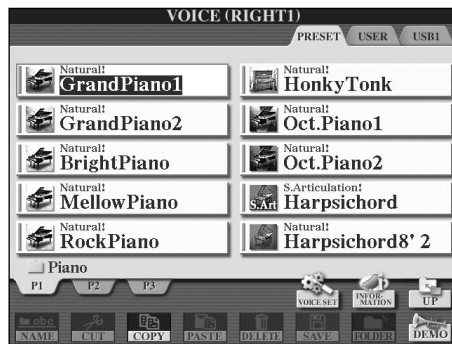 VOICE (RIGHT1)
PRESET USER USB1
Natural!
GrandPiano1
Natural!
GrandPiano2
Natural!
BrightPiano
Natural!
MellowPiano
Natural!
RockPiano
Natural!
HonkyTonk
Natural!
Oct.Piano1
Natural!
Oct.Piano2
S.Articulation!
S.Art Harpsichord
Natural!
Harpsichord8' 2
Piano
P1 P2 P3
VOICE SET
INFOR-
MATION
UP
abc
NAME CUT COPY PASTE DELETE SAVE FOLDER DEMO